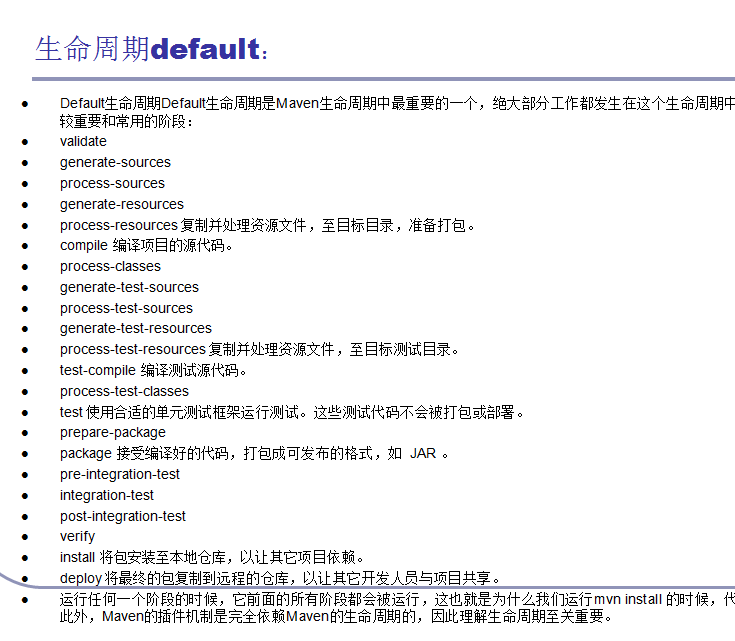 生命周期default：
● Default生命周期Default生命周期是Maven生命周期中最重要的一个，绝大部分工作都发生在这个生命周期中
较重要和常用的阶段：
● validate
● generate-sources
● process-sources
● generate-resources
● process-resources 复制并处理资源文件，至目标目录，准备打包。
● compile 编译项目的源代码。
● process-classes
● generate-test-sources
● process-test-sources
● generate-test-resources
● process-test-resources 复制并处理资源文件，至目标测试目录。
● test-compile 编译测试源代码。
● process-test-classes
● test 使用合适的单元测试框架运行测试。这些测试代码不会被打包或部署。
● prepare-package
● package 接受编译好的代码，打包成可发布的格式，如 JAR 。
● pre-integration-test
● integration-test
● post-integration-test
● verify
● install 将包安装至本地仓库，以让其它项目依赖。
● deploy 将最终的包复制到远程的仓库，以让其它开发人员与项目共享。
● 运行任何一个阶段的时候，它前面的所有阶段都会被运行，这也就是为什么我们运行mvn install 的时候，代
此外，Maven的插件机制是完全依赖Maven的生命周期的，因此理解生命周期至关重要。